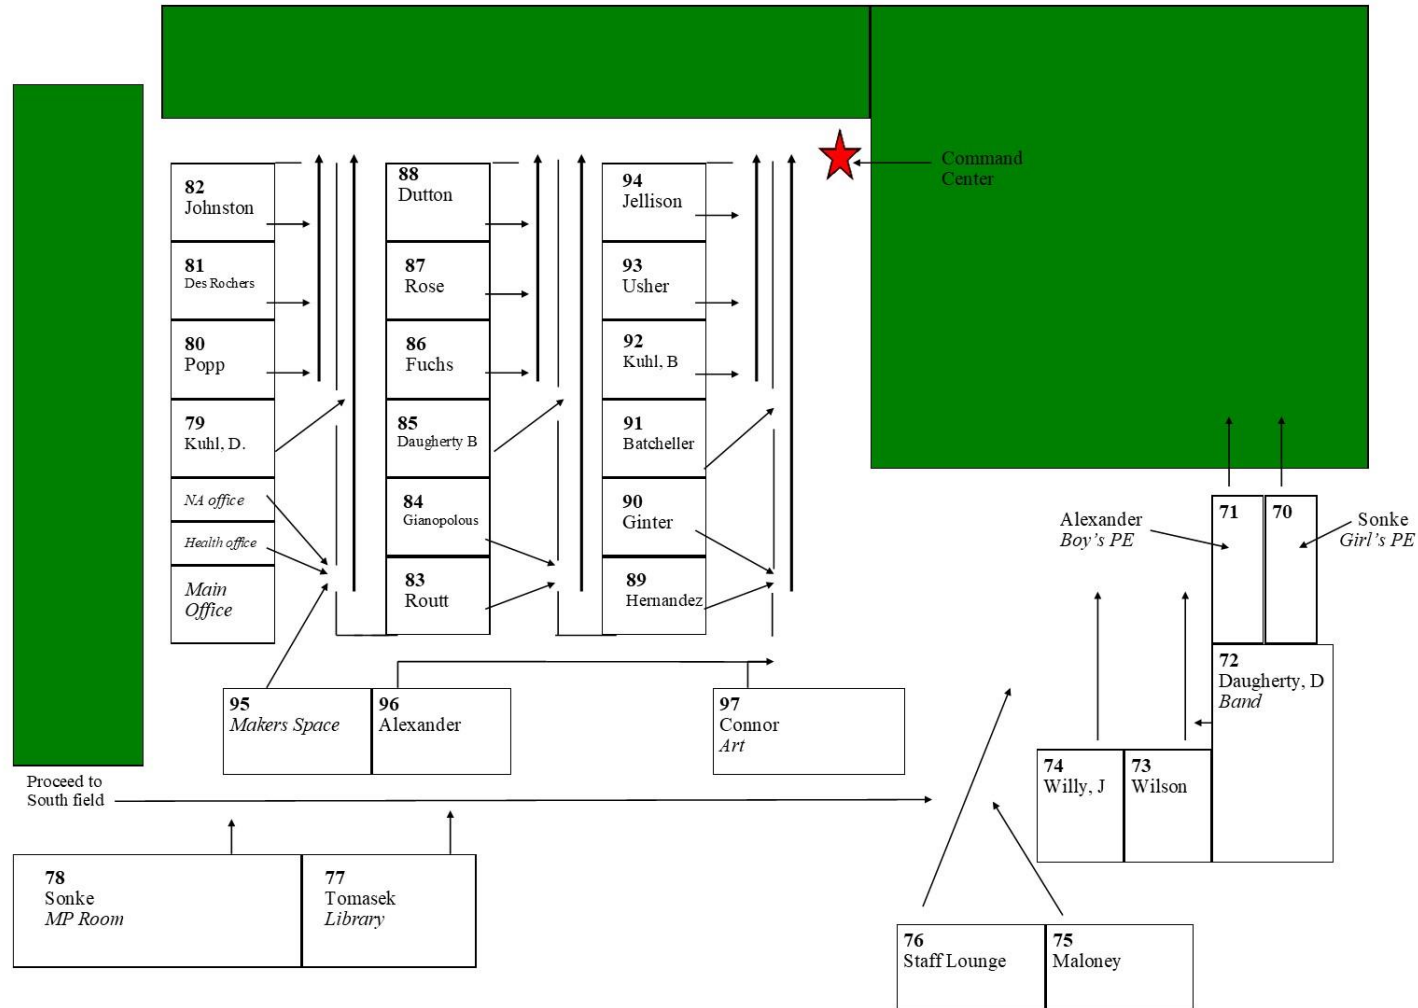 Command
Center
82
Johnston
81
Des Rochers
80
Popp
79
Kuhl, D.
NA office
Health office
Main
Office
88
Dutton
87
Rose
86
Fuchs
85
Daugherty B
84
Gianopolous
83
Routt
94
Jellison
93
Usher
92
Kuhl, B
91
Batcheller
90
Ginter
89
Hernandez
Alexander
Boy's PE
71
70
Sonke
Girl's PE
72
Daugherty, D
Band
95
Makers Space
96
Alexander
97
Connor
Art
74
Willy, J
73
Wilson
Proceed to
South field
78
Sonke
MP Room
77
Tomasek
Library
76
Staff Lounge
75
Maloney